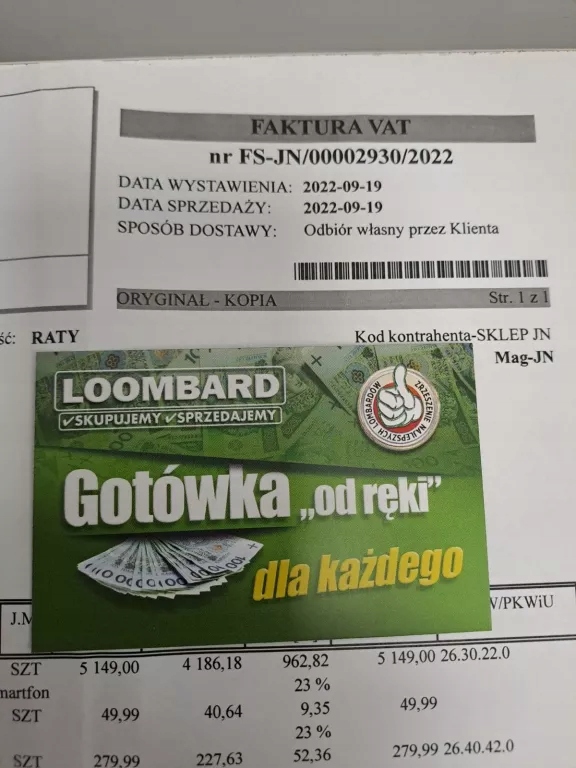 FAKTURA VAT
nr FS-JN/00002930/2022
DATA WYSTAWIENIA: 2022-09-19
DATA SPRZEDAŻY: 2022-09-19
SPOSÓB DOSTAWY: Odbiór własny przez Klienta
ORYGINAŁ - KOPIA Str. 1 z 1
ść: RATY Kod kontrahenta-SKLEP JN
Mag-JN
LOOMBARD
✓SKUPUJEMY ✓SPRZEDAJEMY
ZRZESZENIE NAJLEPSZYCH LOMBARDÓW
Gotówka „od ręki”
dla każdego
J.M /PKWiU
SZT 5 149,00 4 186,18 962,82 5 149,00 26.30.22.0
martfon 23 %
SZT 49,99 40,64 9,35 49,99
23 %
SZT 279,99 227,63 52,36 279,99 26.40.42.0